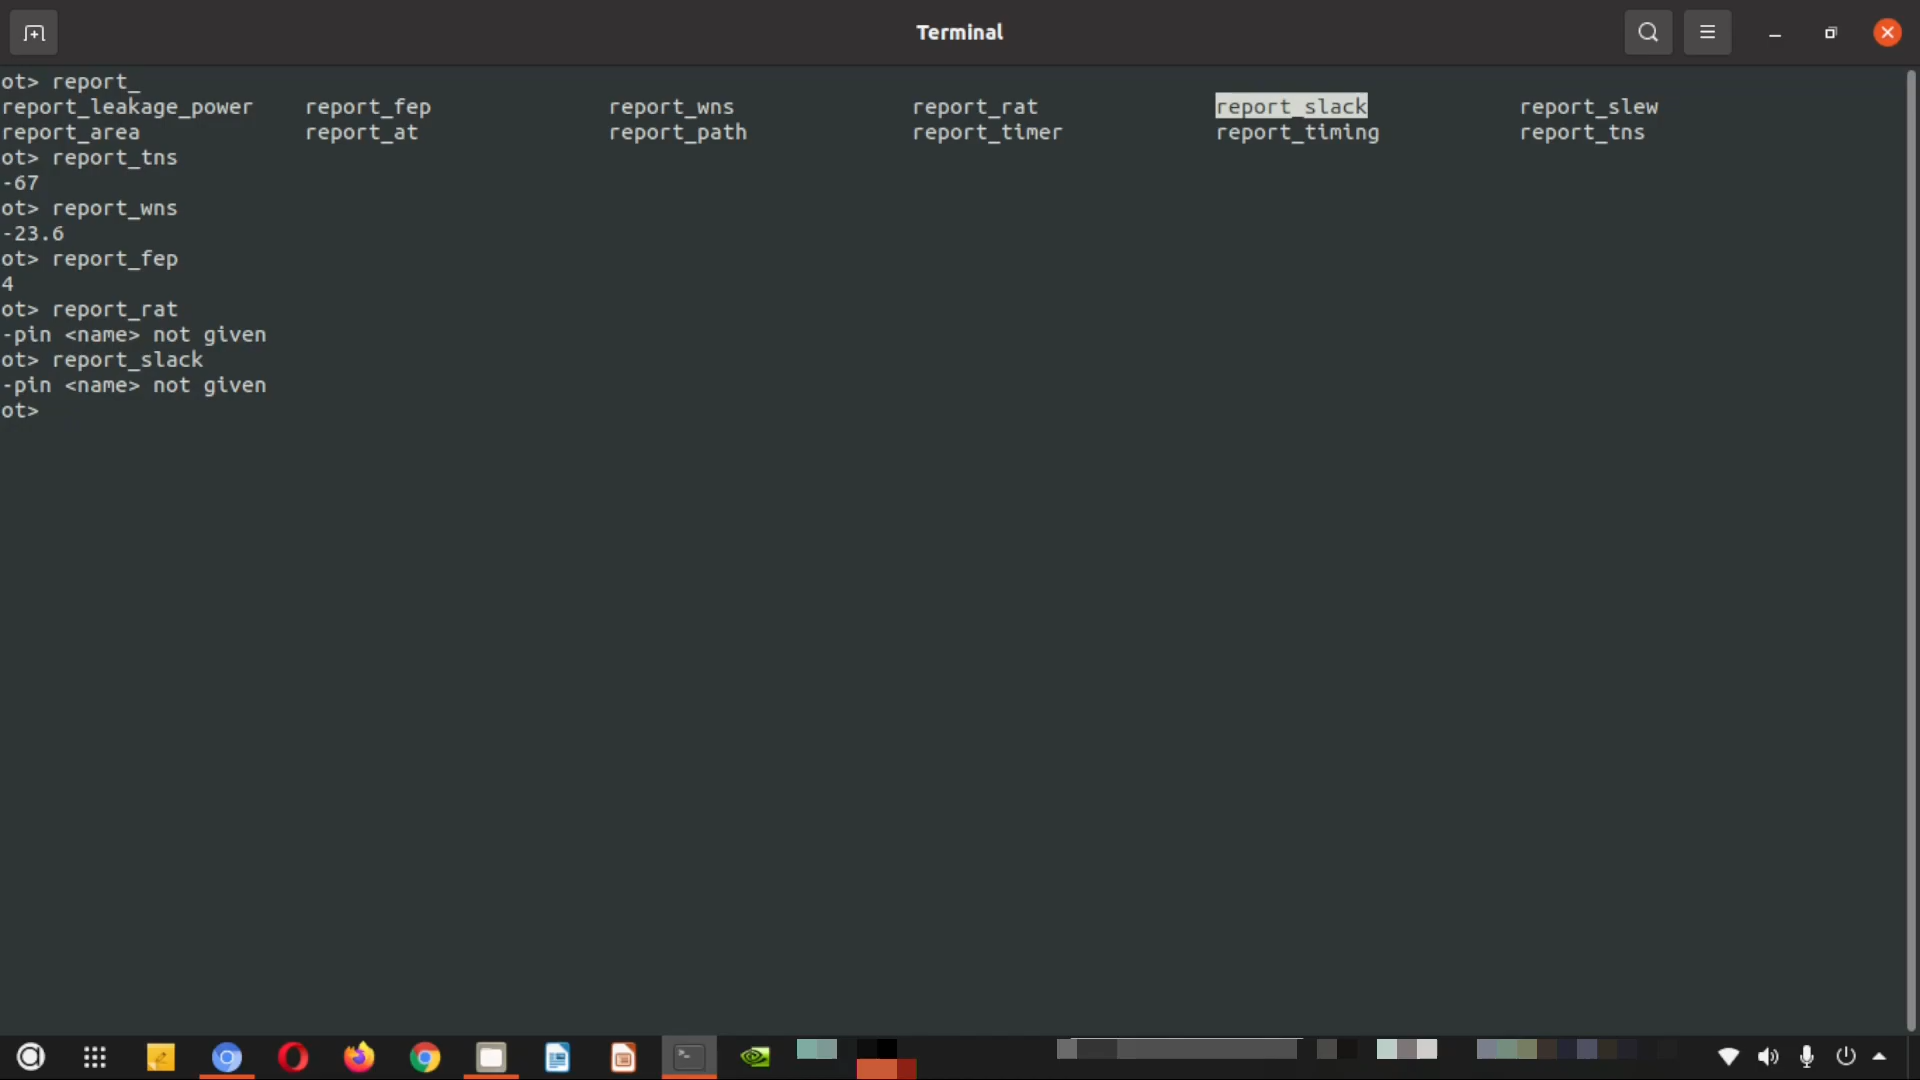 Terminal
ot> report_
report_leakage_power report_fep report_wns report_rat report_slack report_slew
report_area report_at report_path report_timer report_timing report_tns
ot> report_tns
-67
ot> report_wns
-23.6
ot> report_fep
4
ot> report_rat
-pin <name> not given
ot> report_slack
-pin <name> not given
ot>